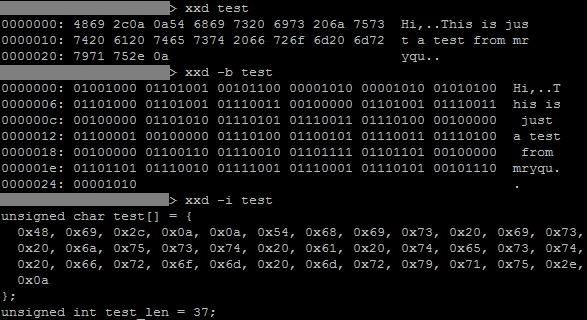 > xxd test
0000000: 4869 2c0a 0a54 6869 7320 6973 206a 7573  Hi,..This is jus
0000010: 7420 6120 7465 7374 2066 726f 6d20 6d72  t a test from mr
0000020: 7971 752e 0a                             yqu..
> xxd -b test
0000000: 01001000 01101001 00101100 00001010 00001010 01010100  Hi,..T
0000006: 01101000 01101001 01110011 00100000 01101001 01110011  his is
000000c: 00100000 01101010 01110101 01110011 01110100 00100000   just
0000012: 01100001 00100000 01110100 01100101 01110011 01110100  a test
0000018: 00100000 01100110 01110010 01101111 01101101 00100000   from
000001e: 01101101 01110010 01111001 01110001 01110101 00101110  mryqu.
0000024: 00001010                                               .
> xxd -i test
unsigned char test[] = {
  0x48, 0x69, 0x2c, 0x0a, 0x0a, 0x54, 0x68, 0x69, 0x73, 0x20, 0x69, 0x73,
  0x20, 0x6a, 0x75, 0x73, 0x74, 0x20, 0x61, 0x20, 0x74, 0x65, 0x73, 0x74,
  0x20, 0x66, 0x72, 0x6f, 0x6d, 0x20, 0x6d, 0x72, 0x79, 0x71, 0x75, 0x2e,
  0x0a
};
unsigned int test_len = 37;